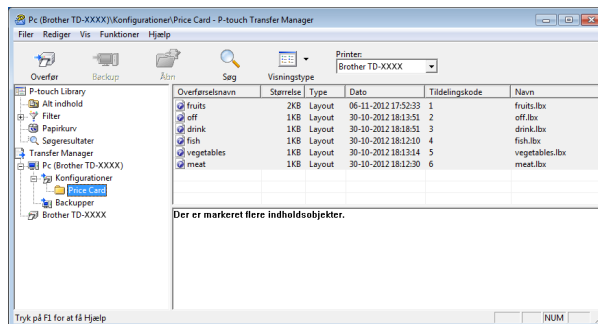 Pc (Brother TD-XXXX)\Konfigurationer\Price Card - P-touch Transfer Manager
Filer Rediger Vis Funktioner Hjælp
Overfør Backup Åbn Søg Visningstype
Printer:
Brother TD-XXXX
P-touch Library
Alt indhold
Filter
Papirkurv
Søgeresultater
Transfer Manager
Pc (Brother TD-XXXX)
Konfigurationer
Price Card
Backupper
Brother TD-XXXX
Overførselsnavn Størrelse Type Dato Tildelingskode Navn
fruits 2KB Layout 06-11-2012 17:52:33 1 fruits.lbx
off 1KB Layout 30-10-2012 18:13:51 2 off.lbx
drink 1KB Layout 30-10-2012 18:18:51 3 drink.lbx
fish 1KB Layout 30-10-2012 18:12:10 4 fish.lbx
vegetables 1KB Layout 30-10-2012 18:13:14 5 vegetables.lbx
meat 1KB Layout 30-10-2012 18:12:30 6 meat.lbx
Der er markeret flere indholdsobjekter.
Tryk på F1 for at få Hjælp NUM